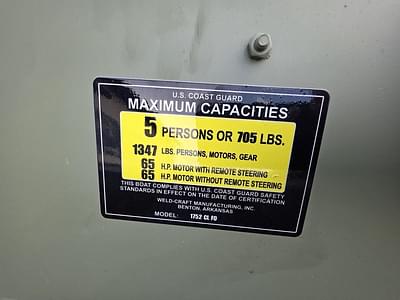 U.S. COAST GUARD
MAXIMUM CAPACITIES
5 PERSONS OR 705 LBS.
1347 LBS. PERSONS, MOTORS, GEAR
65 H.P. MOTOR WITH REMOTE STEERING
65 H.P. MOTOR WITHOUT REMOTE STEERING
THIS BOAT COMPLIES WITH U.S. COAST GUARD SAFETY
STANDARDS IN EFFECT ON THE DATE OF CERTIFICATION
WELD-CRAFT MANUFACTURING, INC.
BENTON, ARKANSAS
MODEL: 1752 CL FD